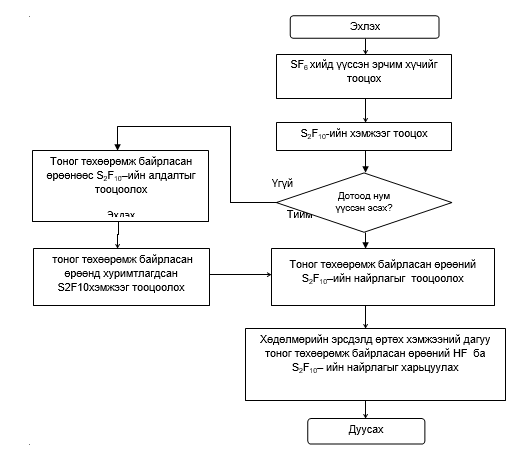 Эхлэх
SF₆ хийд үүссэн эрчим хүчийг
тооцох
S₂F₁₀-ийн хэмжээг тооцох
Дотоод нум
үүссэн эсэх?
Үгүй
Тийм
Тоног төхөөрөмж байрласан
өрөөнөөс S₂F₁₀–ийн алдалтыг
тооцоолох
Эхлэх
тоног төхөөрөмж байрласан
өрөөнд хуримтлагдсан
S2F10хэмжээг тооцоолох
Тоног төхөөрөмж байрласан өрөөний
S₂F₁₀–ийн найрлагыг тооцоолох
Хөдөлмөрийн эрсдэлд өртөх хэмжээний дагуу
тоног төхөөрөмж байрласан өрөөний HF ба
S₂F₁₀– ийн найрлагыг харьцуулах
Дуусах